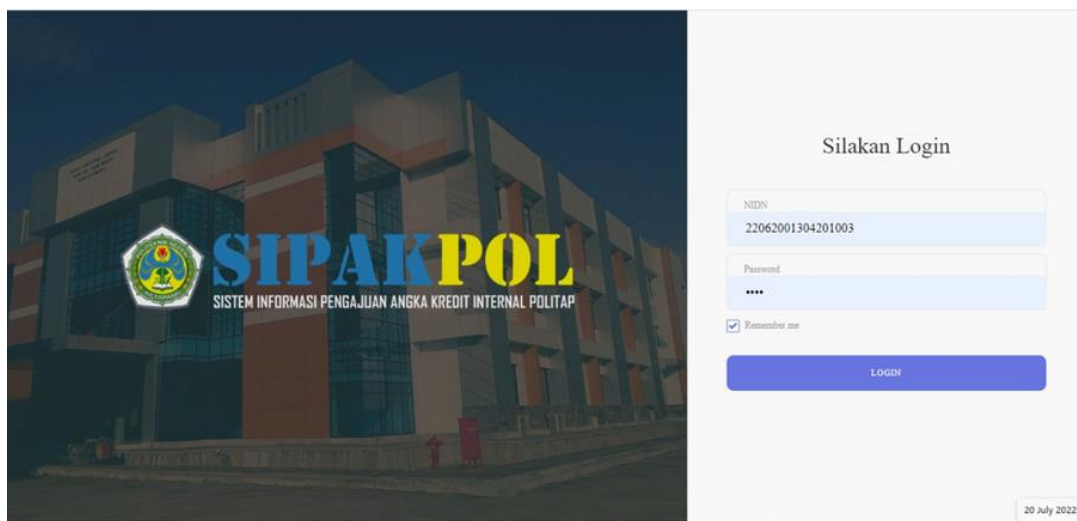 SIPAKPOL
SISTEM INFORMASI PENGAJUAN ANGKA KREDIT INTERNAL POLITAP
Silakan Login
NIDN
22062001304201003
Password
••••
Remember me
LOGIN
20 July 2022